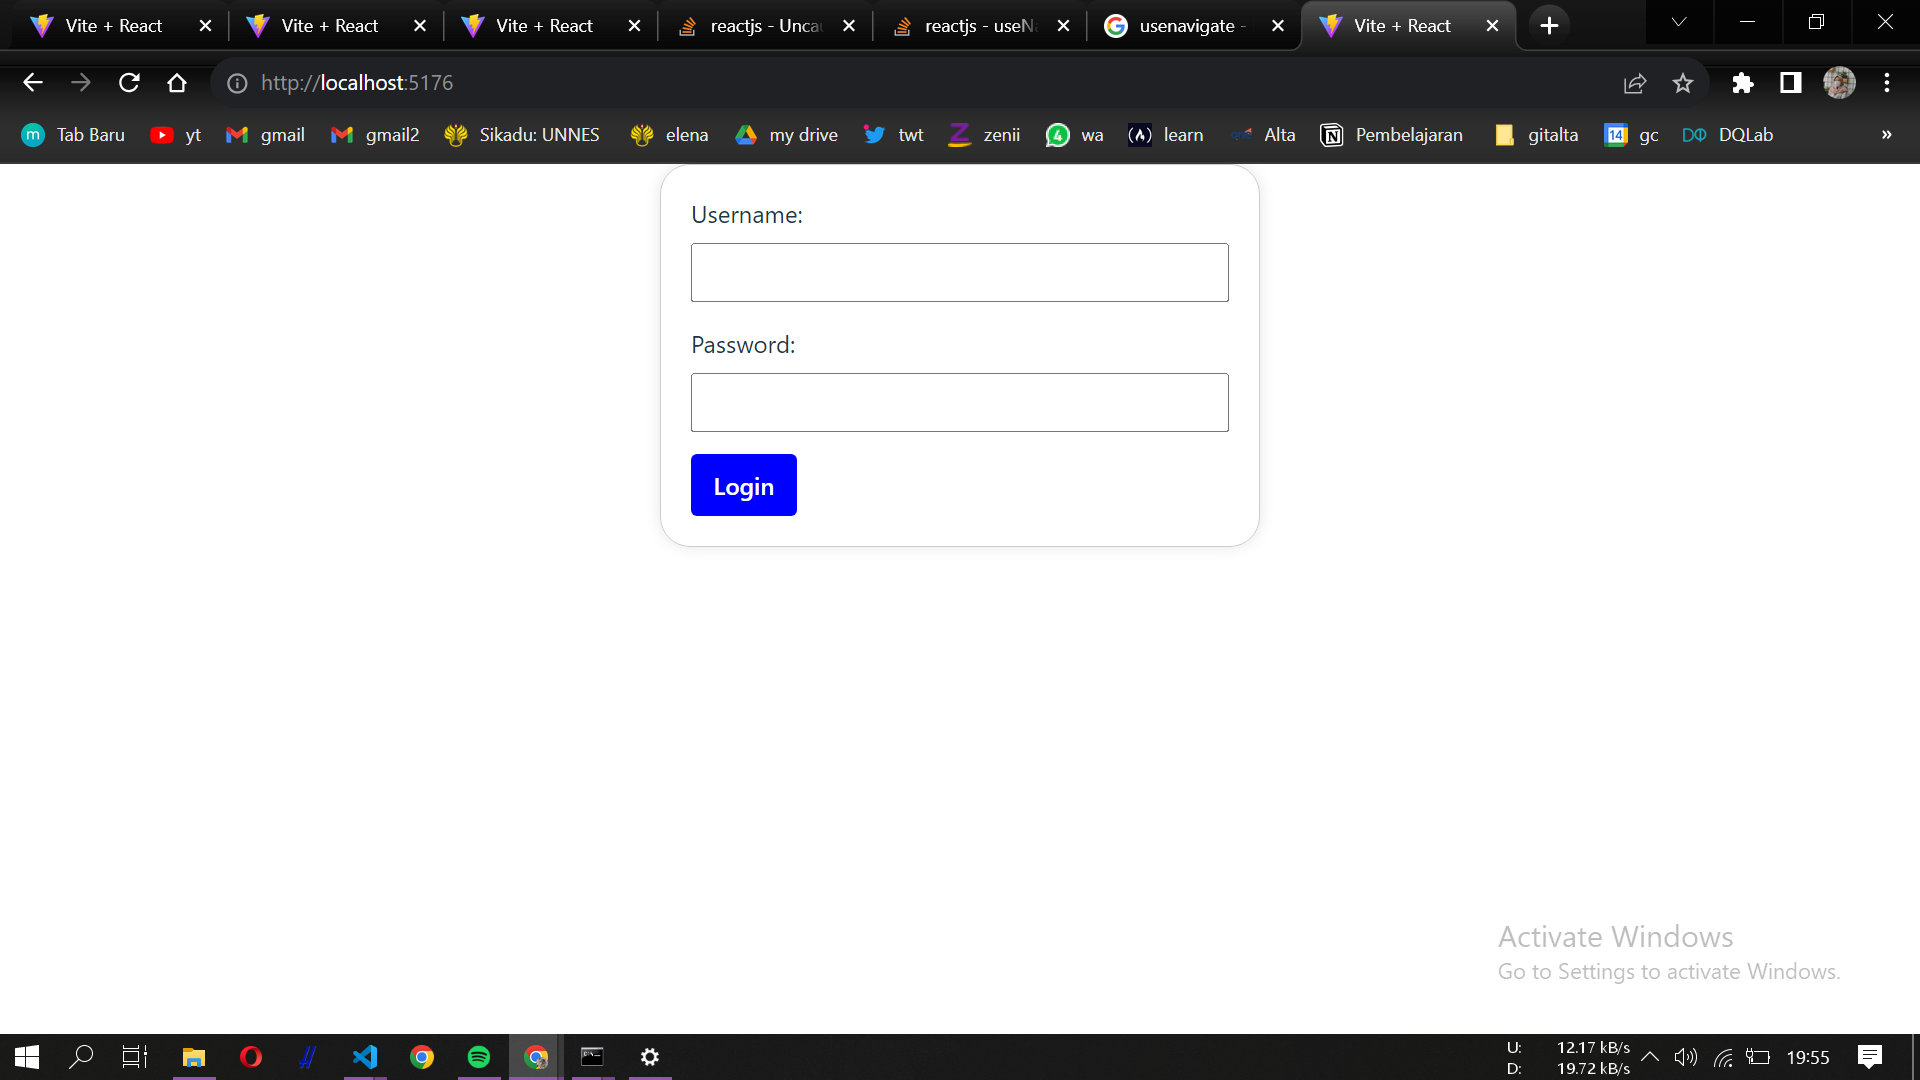 Vite + React
Vite + React
Vite + React
reactjs - Unca
reactjs - useN
usenavigate -
Vite + React
http://localhost:5176
m Tab Baru
yt
gmail
gmail2
Sikadu: UNNES
elena
my drive
twt
Z zenii
4 wa
learn
Alta
N Pembelajaran
gitalta
14 gc
DQLab
»
Username:
Password:
Login
Activate Windows
Go to Settings to activate Windows.
U: 12.17 kB/s
D: 19.72 kB/s
19:55